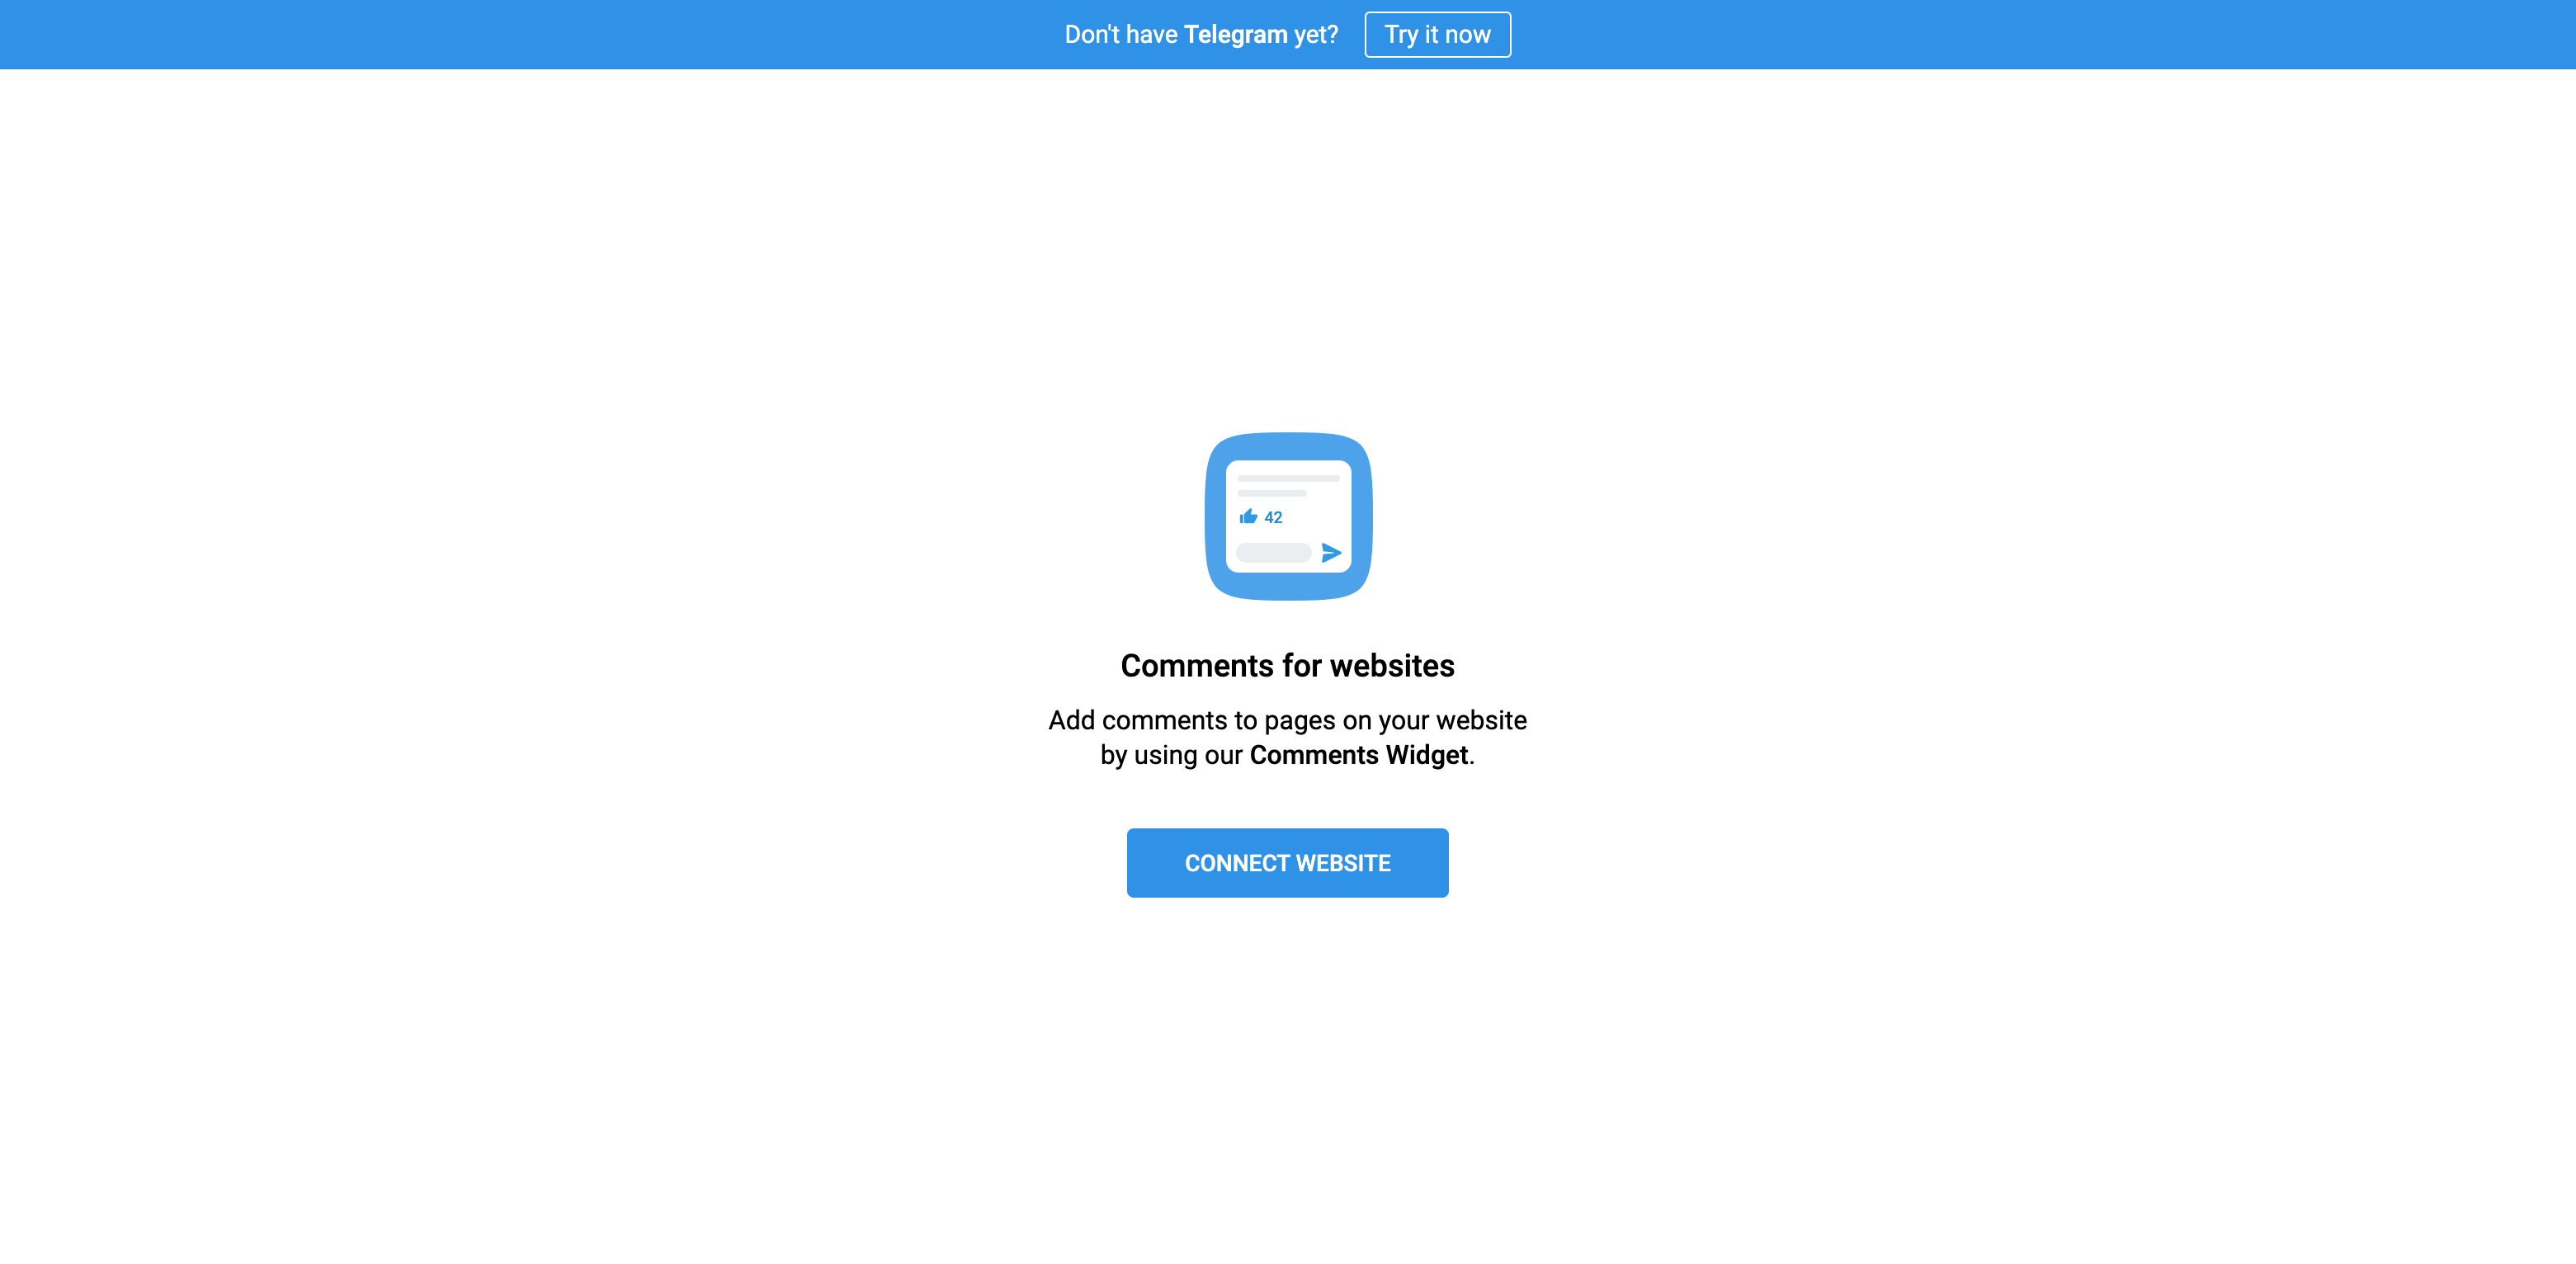 Don't have Telegram yet? Try it now
42
Comments for websites
Add comments to pages on your website
by using our Comments Widget.
CONNECT WEBSITE